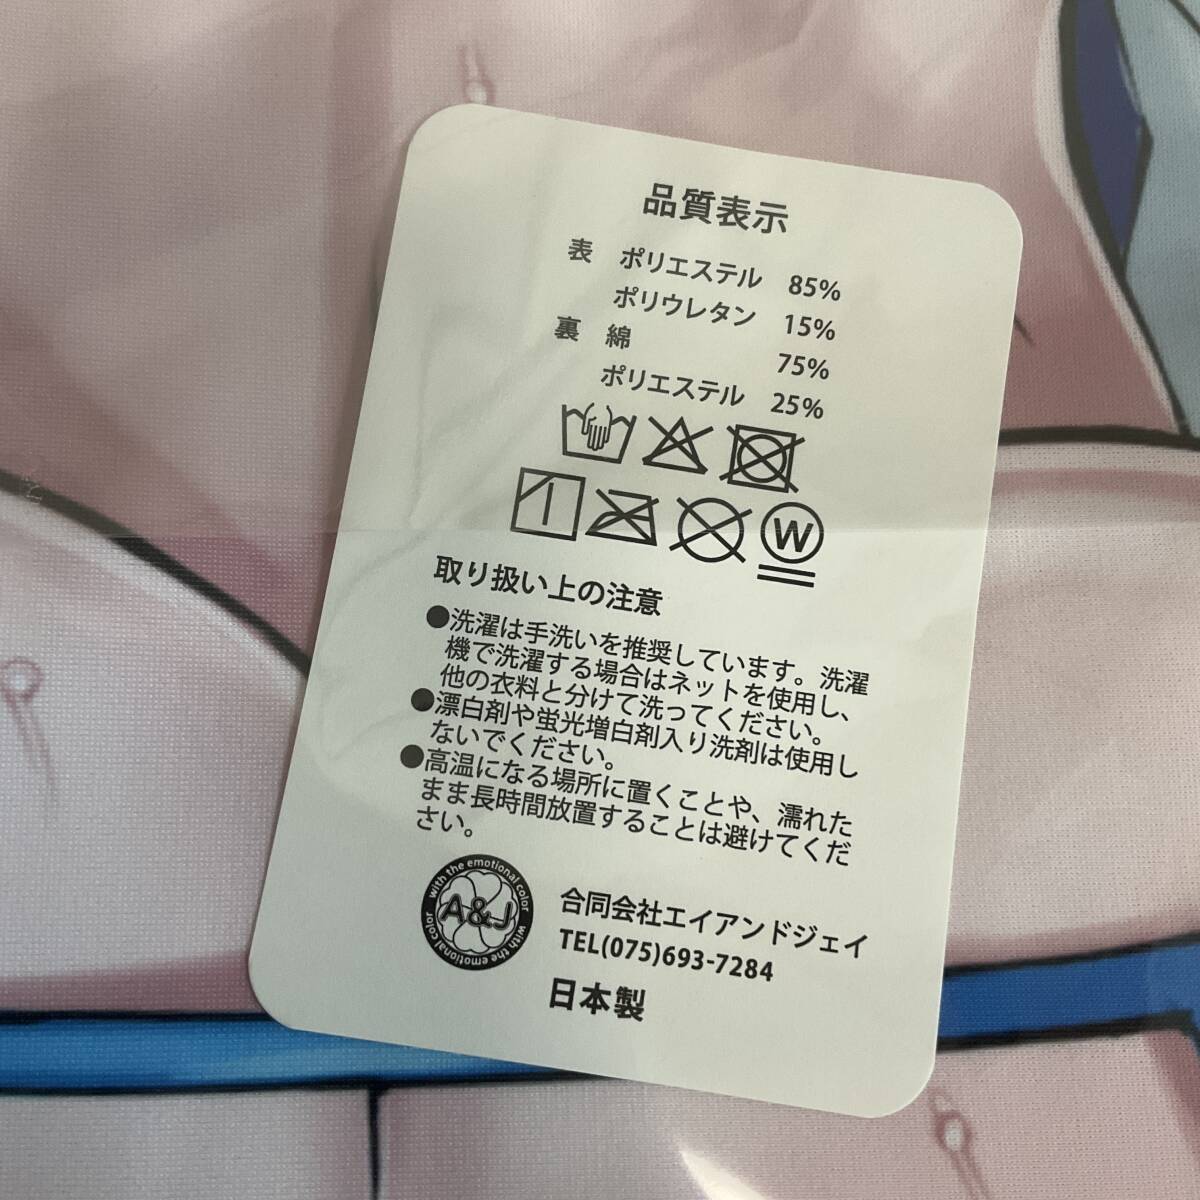 品質表示
表 ポリエステル 85%
ポリウレタン 15%
裏 綿 75%
ポリエステル 25%
W
取り扱い上の注意
●洗濯は手洗いを推奨しています。洗濯
機で洗濯する場合はネットを使用し、
他の衣料と分けて洗ってください。
●漂白剤や蛍光増白剤入り洗剤は使用し
ないでください。
●高温になる場所に置くことや、濡れた
まま長時間放置することは避けてくだ
さい。
with the emotional color
A&J
with the emotional color
合同会社エイアンドジェイ
TEL(075)693-7284
日本製